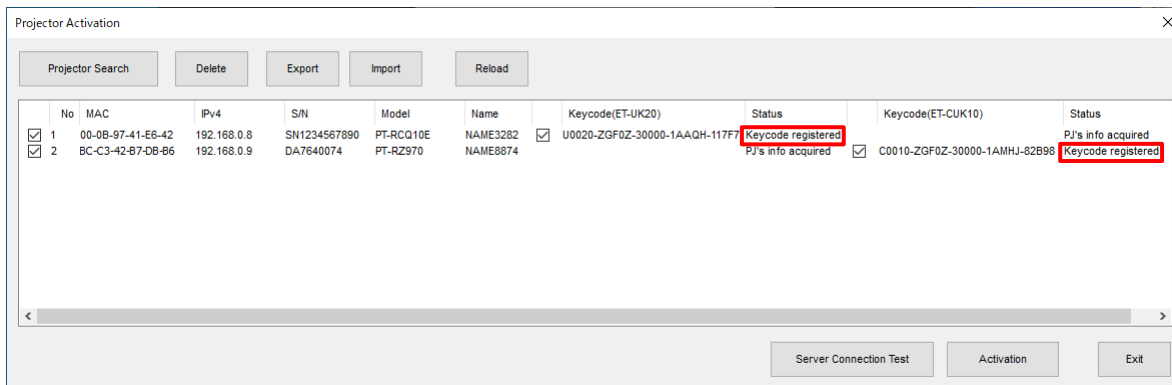 Projector Activation
Projector Search Delete Export Import Reload
No MAC IPv4 S/N Model Name Keycode(ET-UK20) Status Keycode(ET-CUK10) Status
1 00-0B-97-41-E6-42 192.168.0.8 SN1234567890 PT-RCQ10E NAME3282 U0020-ZGF0Z-30000-1AAQH-117F7 Keycode registered PJ's info acquired
2 BC-C3-42-B7-DB-B6 192.168.0.9 DA7640074 PT-RZ970 NAME8874 PJ's info acquired C0010-ZGF0Z-30000-1AMHJ-82B98 Keycode registered
Server Connection Test Activation Exit